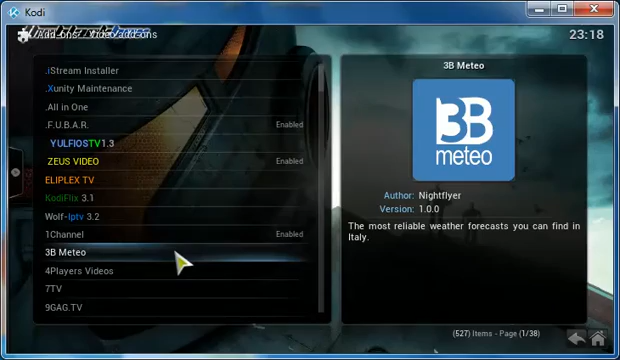 Kodi
Add-ons - Video add-ons
23:18
.iStream Installer
.Xunity Maintenance
.All in One
.F.U.B.A.R.
Enabled
YULFIOSTV1.3
ZEUS VIDEO
Enabled
ELIPLEX TV
KodiFlix 3.1
Wolf-Iptv 3.2
1Channel
Enabled
3B Meteo
4Players Videos
7TV
9GAG.TV
3B Meteo
3B
meteo
Author: Nightflyer
Version: 1.0.0
The most reliable weather forecasts you can find in
Italy.
(527) Items - Page (1/38)